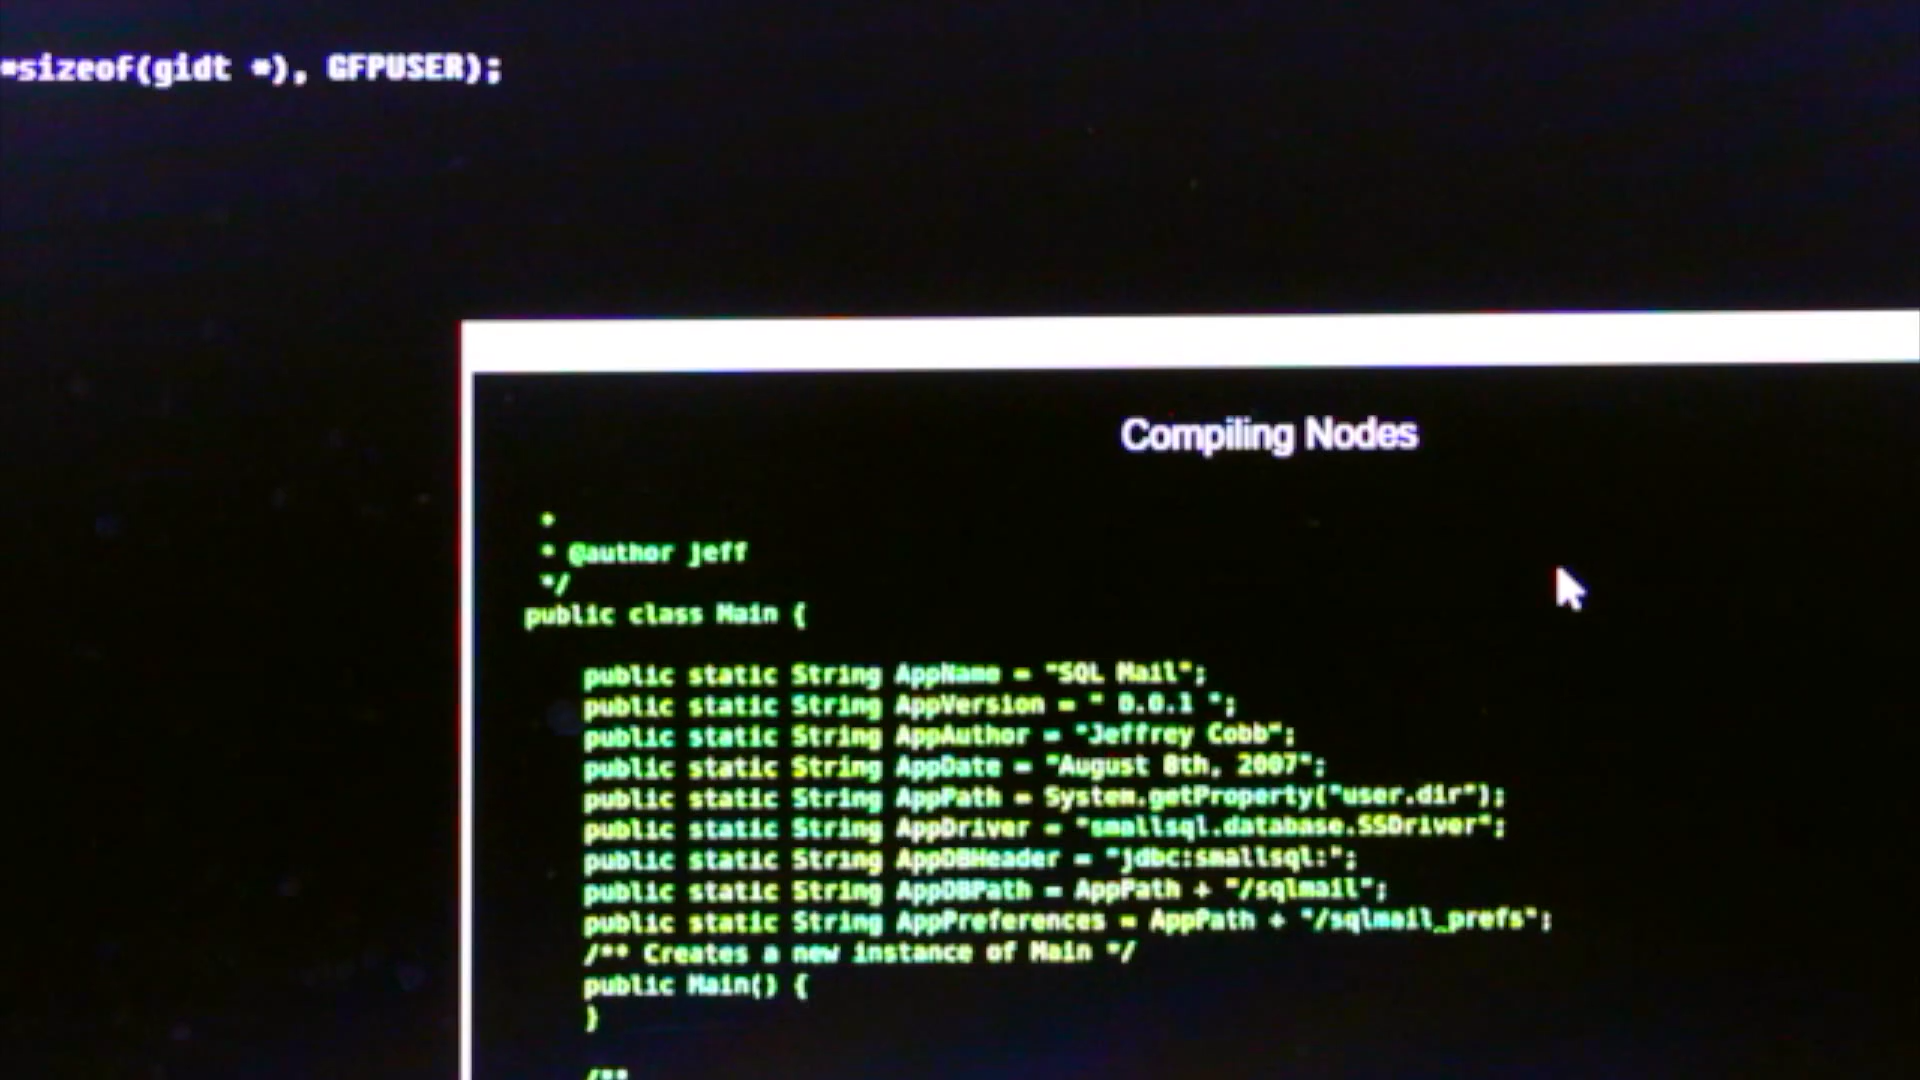 *sizeof(gidt *), GFPUSER);
Compiling Nodes
*
* @author jeff
*/
public class Main {
public static String AppName = "SQL Mail";
public static String AppVersion = " 0.0.1 ";
public static String AppAuthor = "Jeffrey Cobb";
public static String AppDate = "August 8th, 2007";
public static String AppPath = System.getProperty("user.dir");
public static String AppDriver = "smallsql.database.SSDriver";
public static String AppDBHeader = "jdbc:smallsql:";
public static String AppDBPath = AppPath + "/sqlmail";
public static String AppPreferences = AppPath + "/sqlmail_prefs";
/** Creates a new instance of Main */
public Main() {
}
/**